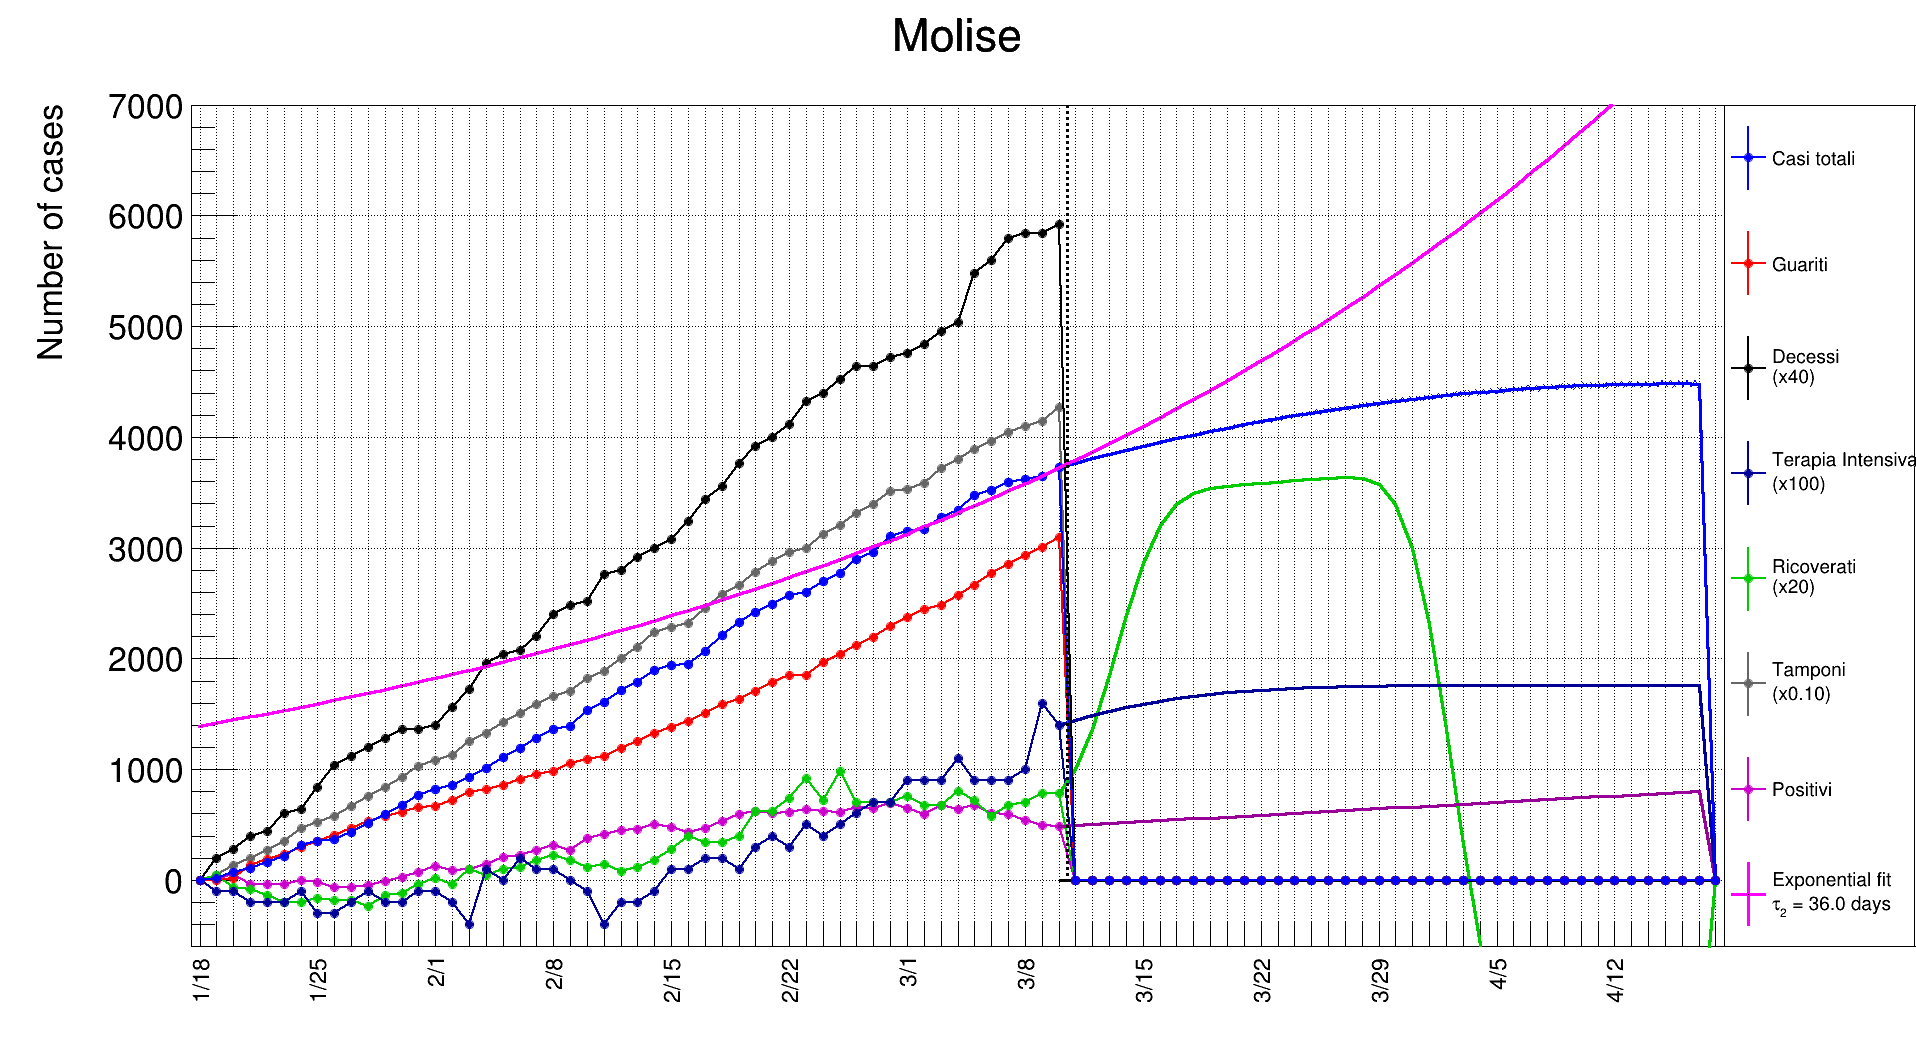 Molise
Number of cases
7000
6000
5000
4000
3000
2000
1000
0
1/18
1/25
2/1
2/8
2/15
2/22
3/1
3/8
3/15
3/22
3/29
4/5
4/12
Casi totali
Guariti
Decessi
(x40)
Terapia Intensiva
(x100)
Ricoverati
(x20)
Tamponi
(x0.10)
Positivi
Exponential fit
τ₂ = 36.0 days